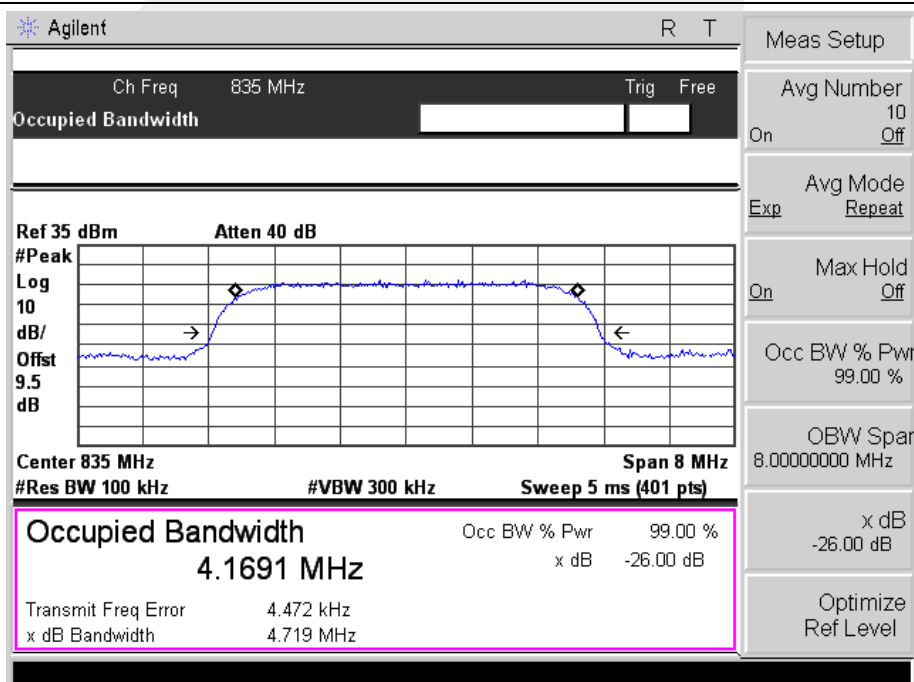 Agilent R T
Ch Freq 835 MHz Trig Free
Occupied Bandwidth
Ref 35 dBm Atten 40 dB
#Peak
Log
10
dB/
Offst
9.5
dB
Center 835 MHz Span 8 MHz
#Res BW 100 kHz #VBW 300 kHz Sweep 5 ms (401 pts)
Occupied Bandwidth
4.1691 MHz
Occ BW % Pwr 99.00 %
x dB -26.00 dB
Transmit Freq Error 4.472 kHz
x dB Bandwidth 4.719 MHz
Meas Setup
Avg Number
10
On Off
Avg Mode
Exp Repeat
Max Hold
On Off
Occ BW % Pwr
99.00 %
OBW Span
8.00000000 MHz
x dB
-26.00 dB
Optimize
Ref Level